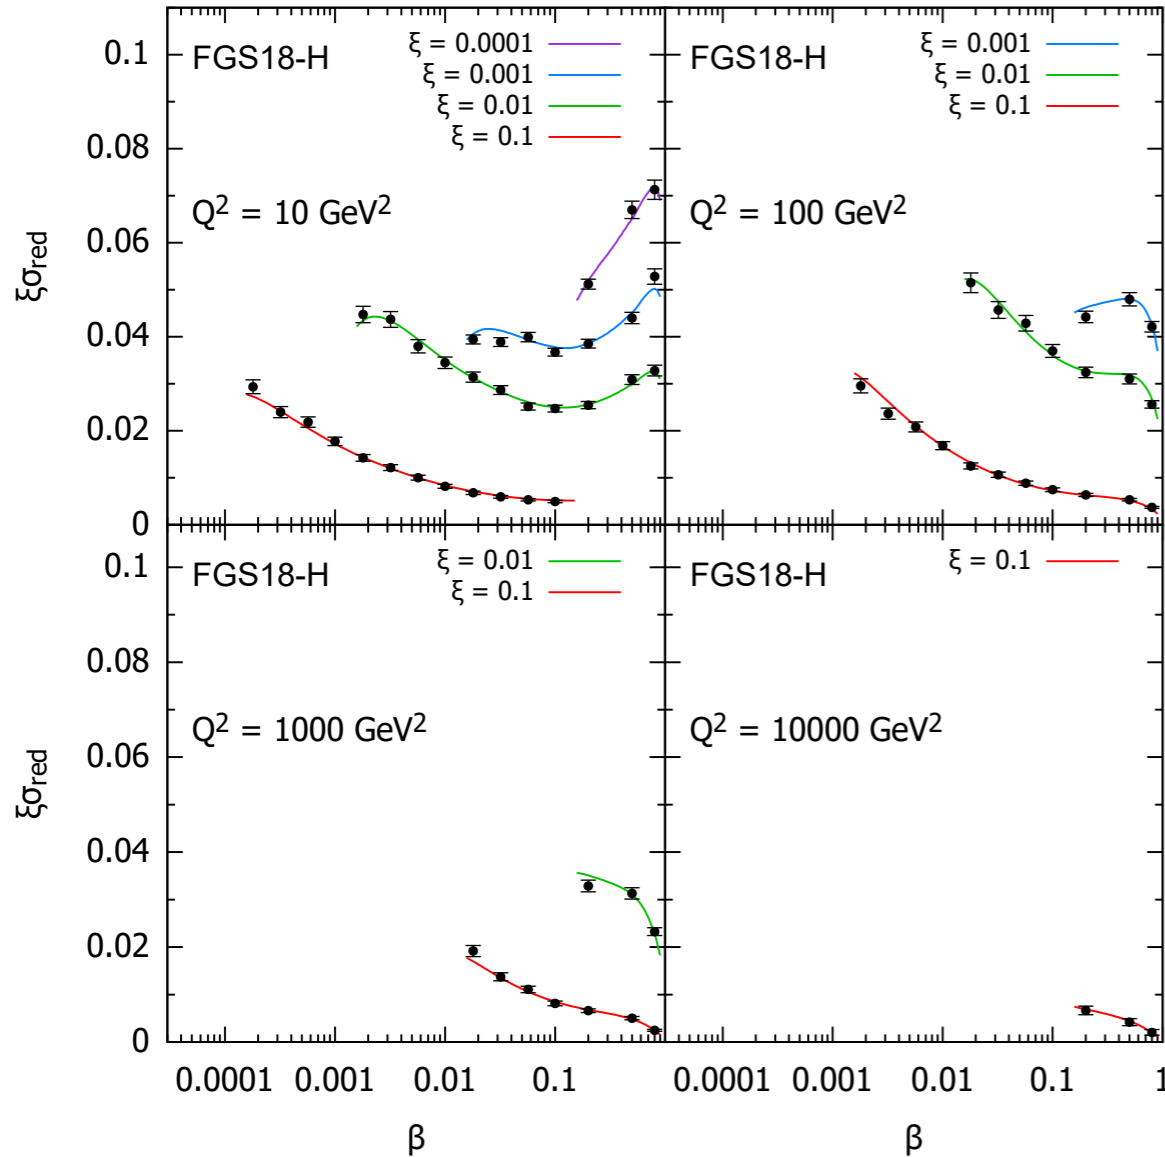 FGS18-H
ξ = 0.0001
ξ = 0.001
ξ = 0.01
ξ = 0.1
Q² = 10 GeV²
0.1
0.08
0.06
0.04
0.02
0
ξσred
FGS18-H
ξ = 0.001
ξ = 0.01
ξ = 0.1
Q² = 100 GeV²
FGS18-H
ξ = 0.01
ξ = 0.1
Q² = 1000 GeV²
0.1
0.08
0.06
0.04
0.02
0
ξσred
0.0001 0.001 0.01 0.1
β
FGS18-H
ξ = 0.1
Q² = 10000 GeV²
0.0001 0.001 0.01 0.1 1
β